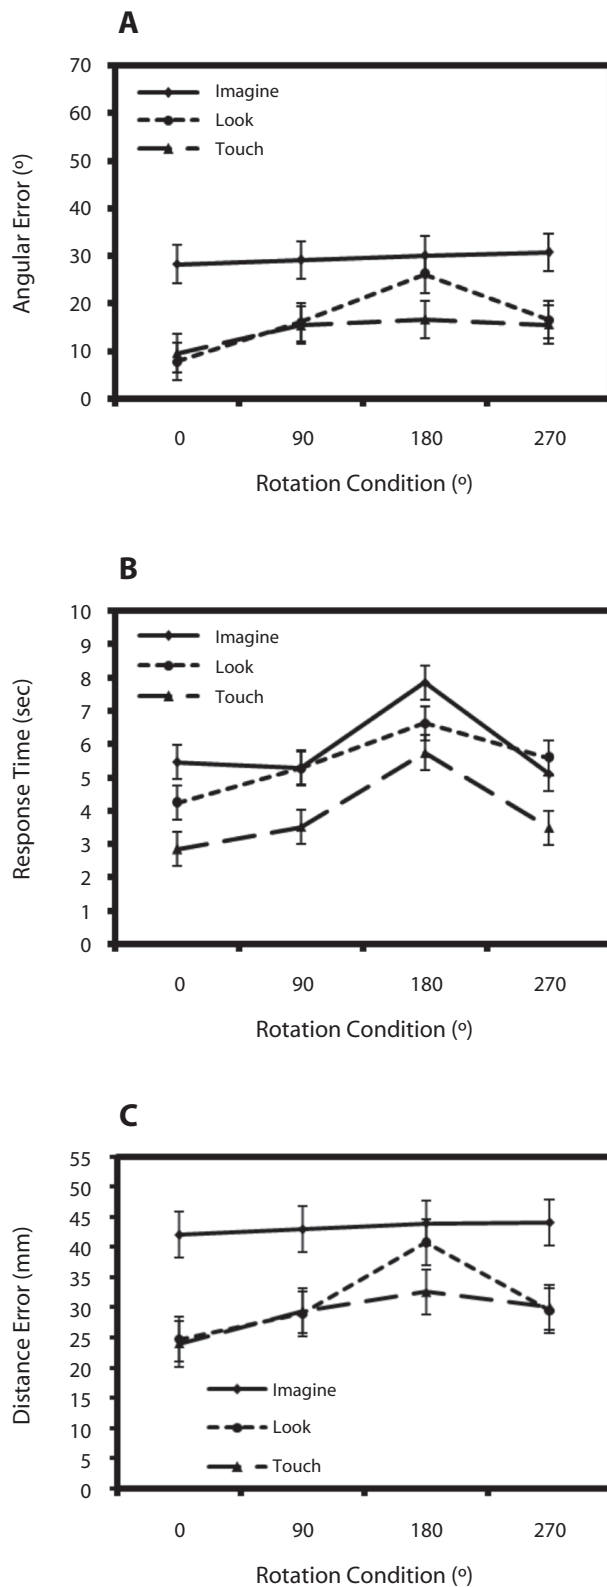 A
70
60
50
40
30
20
10
0
Angular Error (º)
Imagine
Look
Touch
0 90 180 270
Rotation Condition (º)
B
10
9
8
7
6
5
4
3
2
1
0
Response Time (sec)
Imagine
Look
Touch
0 90 180 270
Rotation Condition (º)
C
55
50
45
40
35
30
25
20
15
10
5
0
Distance Error (mm)
Imagine
Look
Touch
0 90 180 270
Rotation Condition (º)